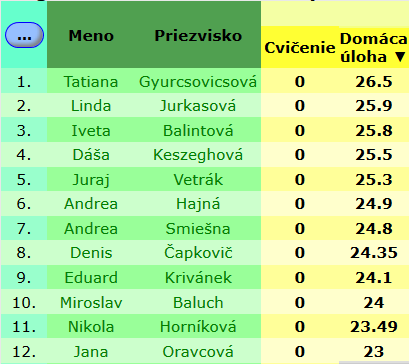 ... Meno Priezvisko Cvičenie Domáca
úloha ▼
1. Tatiana Gyurcsovicsová 0 26.5
2. Linda Jurkasová 0 25.9
3. Iveta Balintová 0 25.8
4. Dáša Keszeghová 0 25.5
5. Juraj Vetrák 0 25.3
6. Andrea Hajná 0 24.9
7. Andrea Smiešna 0 24.8
8. Denis Čapkovič 0 24.35
9. Eduard Krivánek 0 24.1
10. Miroslav Baluch 0 24
11. Nikola Horníková 0 23.49
12. Jana Oravcová 0 23